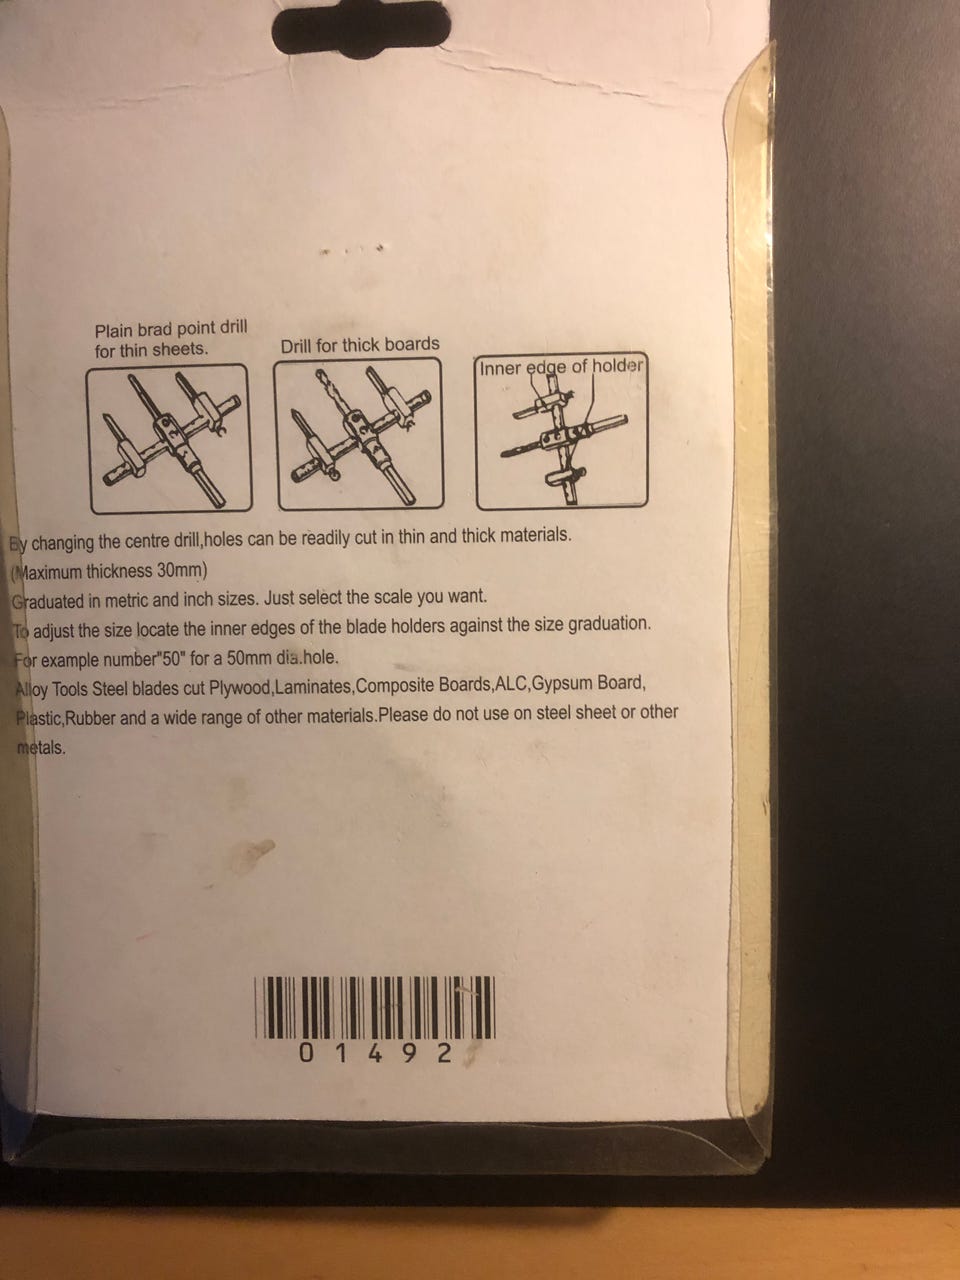 Plain brad point drill
for thin sheets.
Drill for thick boards
Inner edge of holder
By changing the centre drill,holes can be readily cut in thin and thick materials.
(Maximum thickness 30mm)
Graduated in metric and inch sizes. Just select the scale you want.
To adjust the size locate the inner edges of the blade holders against the size graduation.
For example number"50" for a 50mm dia.hole.
Alloy Tools Steel blades cut Plywood,Laminates,Composite Boards,ALC,Gypsum Board,
Plastic,Rubber and a wide range of other materials.Please do not use on steel sheet or other
metals.
01492